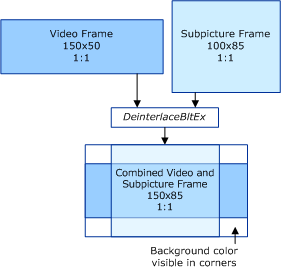 Video Frame
150x50
1:1
Subpicture Frame
100x85
1:1
DeinterlaceBltEx
Combined Video and
Subpicture Frame
150x85
1:1
Background color
visible in corners